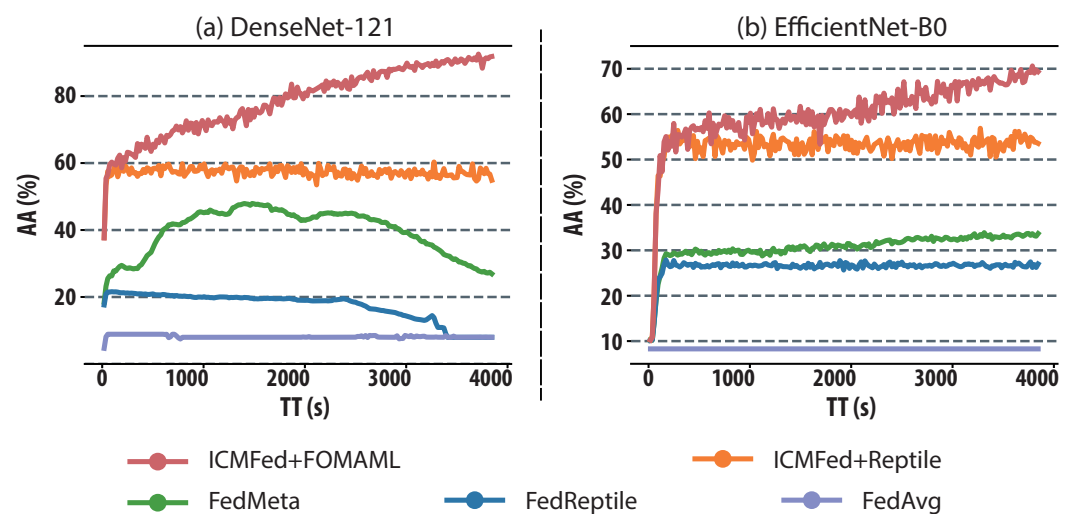 (a) DenseNet-121
(b) EfficientNet-B0
AA (%)
80
60
40
20
0 1000 2000 3000 4000
TT (s)
AA (%)
70
60
50
40
30
20
10
0 1000 2000 3000 4000
TT (s)
ICMFed+FOMAML
ICMFed+Reptile
FedMeta
FedReptile
FedAvg